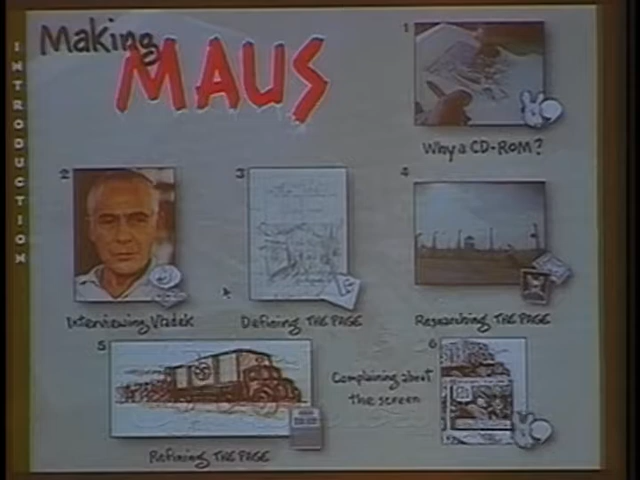 INTRODUCTION
Making
MAUS
1
Why a CD-ROM?
2
Interviewing Vladek
3
Defining THE PAGE
4
Researching THE PAGE
5
Refining THE PAGE
Complaining about
the screen
6